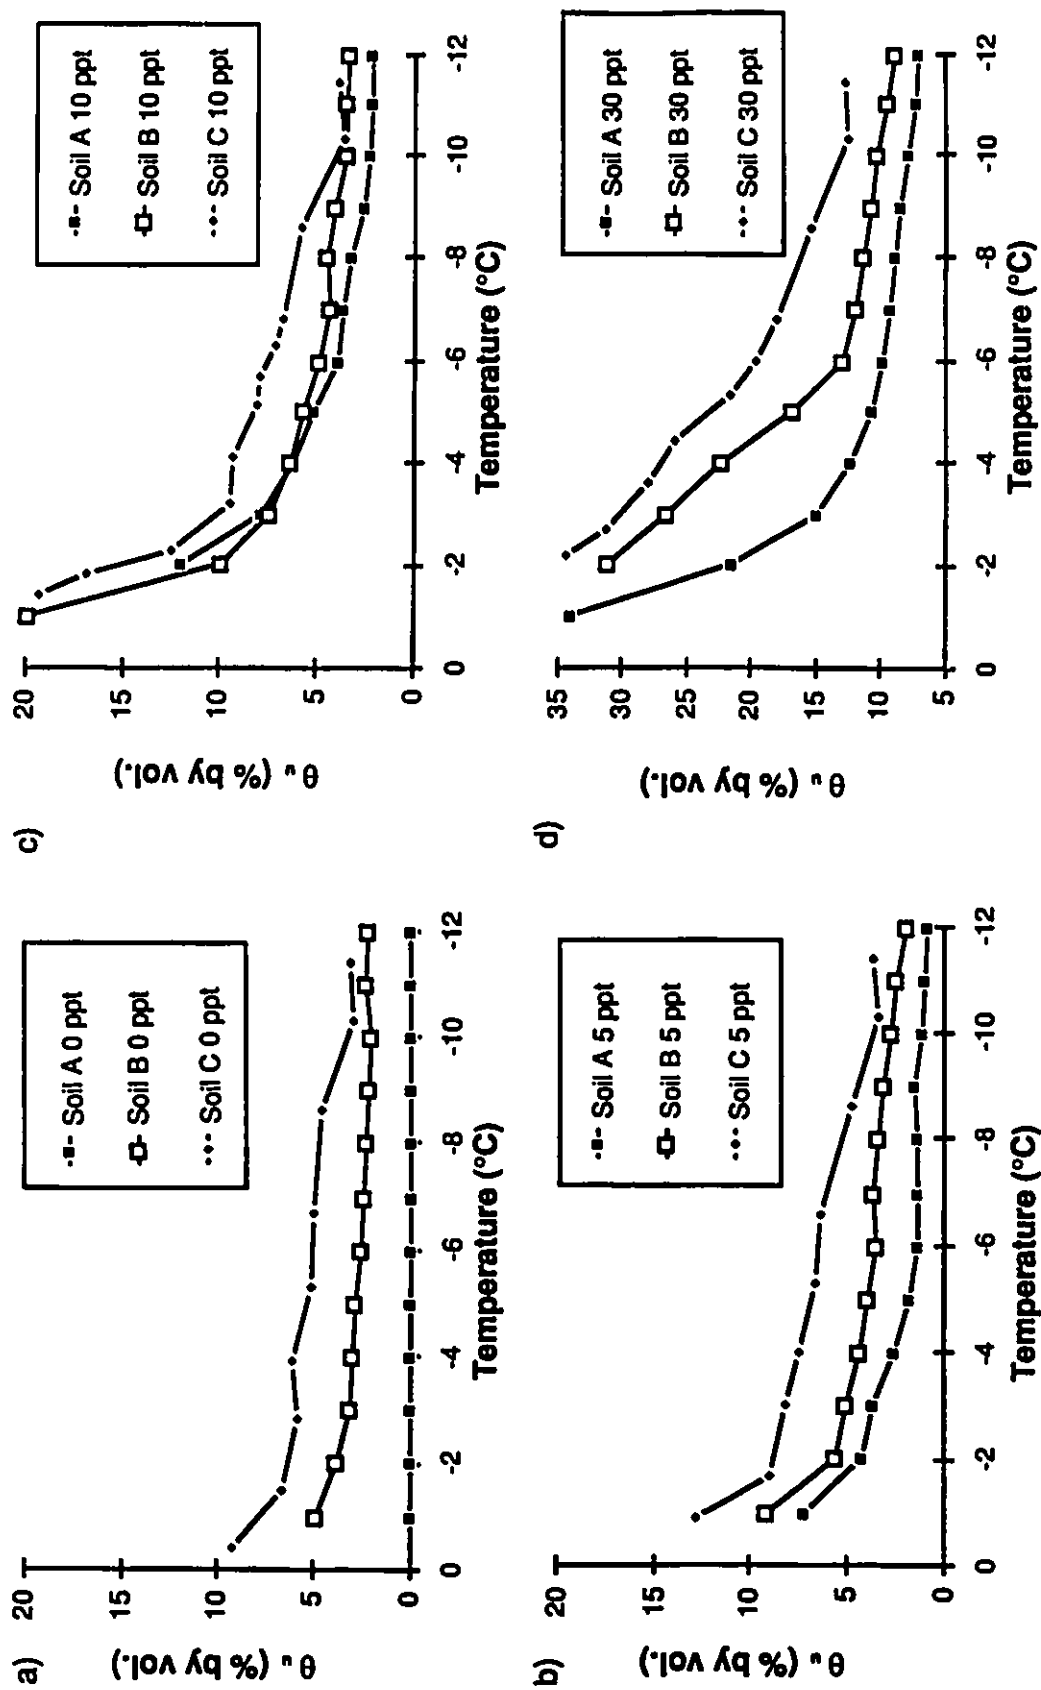 a)
θ u (% by vol.)
20
15
10
5
0
0
-2
-4
-6
-8
-10
-12
Temperature (°C)
Soil A 0 ppt
Soil B 0 ppt
Soil C 0 ppt
c)
θ u (% by vol.)
20
15
10
5
0
0
-2
-4
-6
-8
-10
-12
Temperature (°C)
Soil A 10 ppt
Soil B 10 ppt
Soil C 10 ppt
b)
θ u (% by vol.)
20
15
10
5
0
0
-2
-4
-6
-8
-10
-12
Temperature (°C)
Soil A 5 ppt
Soil B 5 ppt
Soil C 5 ppt
d)
θ u (% by vol.)
35
30
25
20
15
10
5
0
-2
-4
-6
-8
-10
-12
Temperature (°C)
Soil A 30 ppt
Soil B 30 ppt
Soil C 30 ppt